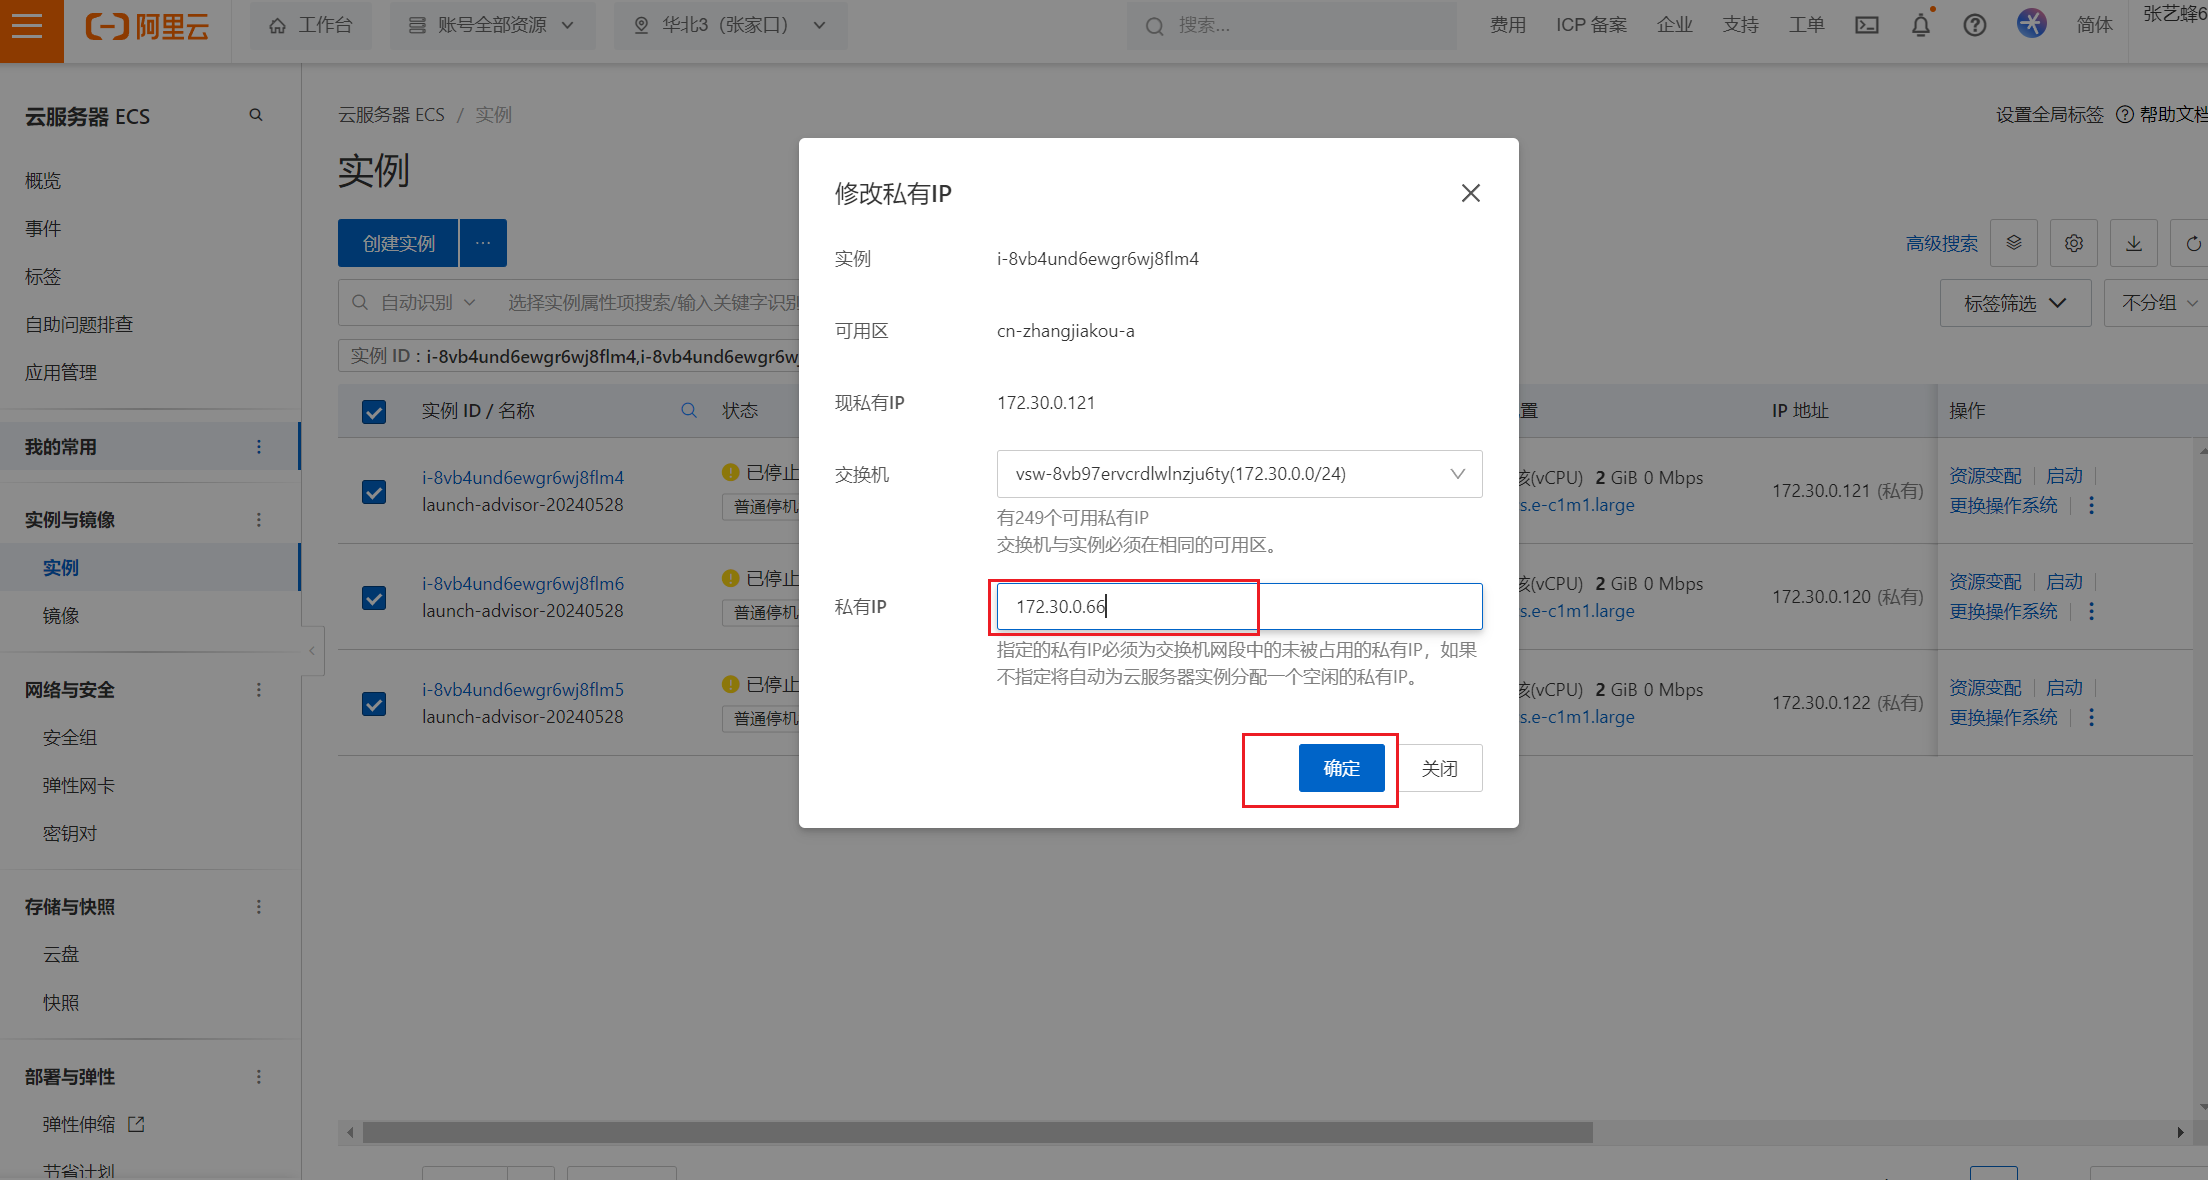 阿里云
工作台
账号全部资源
华北3（张家口）
搜索...
费用
ICP 备案
企业
支持
工单
简体
张艺蜂6
云服务器 ECS
概览
事件
标签
自助问题排查
应用管理
我的常用
实例与镜像
实例
镜像
网络与安全
安全组
弹性网卡
密钥对
存储与快照
云盘
快照
部署与弹性
弹性伸缩
节省计划
云服务器 ECS / 实例
设置全局标签
帮助文档
实例
创建实例
...
高级搜索
自动识别
选择实例属性项搜索/输入关键字识别
标签筛选
不分组
实例 ID : i-8vb4und6ewgr6wj8flm4,i-8vb4und6ewgr6wj
实例 ID / 名称
状态
置
IP 地址
操作
i-8vb4und6ewgr6wj8flm4
launch-advisor-20240528
已停止
普通停机
核(vCPU) 2 GiB 0 Mbps
s.e-c1m1.large
172.30.0.121 (私有)
资源变配 | 启动 |
更换操作系统 |
i-8vb4und6ewgr6wj8flm6
launch-advisor-20240528
已停止
普通停机
核(vCPU) 2 GiB 0 Mbps
s.e-c1m1.large
172.30.0.120 (私有)
资源变配 | 启动 |
更换操作系统 |
i-8vb4und6ewgr6wj8flm5
launch-advisor-20240528
已停止
普通停机
核(vCPU) 2 GiB 0 Mbps
s.e-c1m1.large
172.30.0.122 (私有)
资源变配 | 启动 |
更换操作系统 |
修改私有IP
实例
i-8vb4und6ewgr6wj8flm4
可用区
cn-zhangjiakou-a
现私有IP
172.30.0.121
交换机
vsw-8vb97ervcrdlwlnzju6ty(172.30.0.0/24)
有249个可用私有IP
交换机与实例必须在相同的可用区。
私有IP
172.30.0.66
指定的私有IP必须为交换机网段中的未被占用的私有IP，如果
不指定将自动为云服务器实例分配一个空闲的私有IP。
确定
关闭